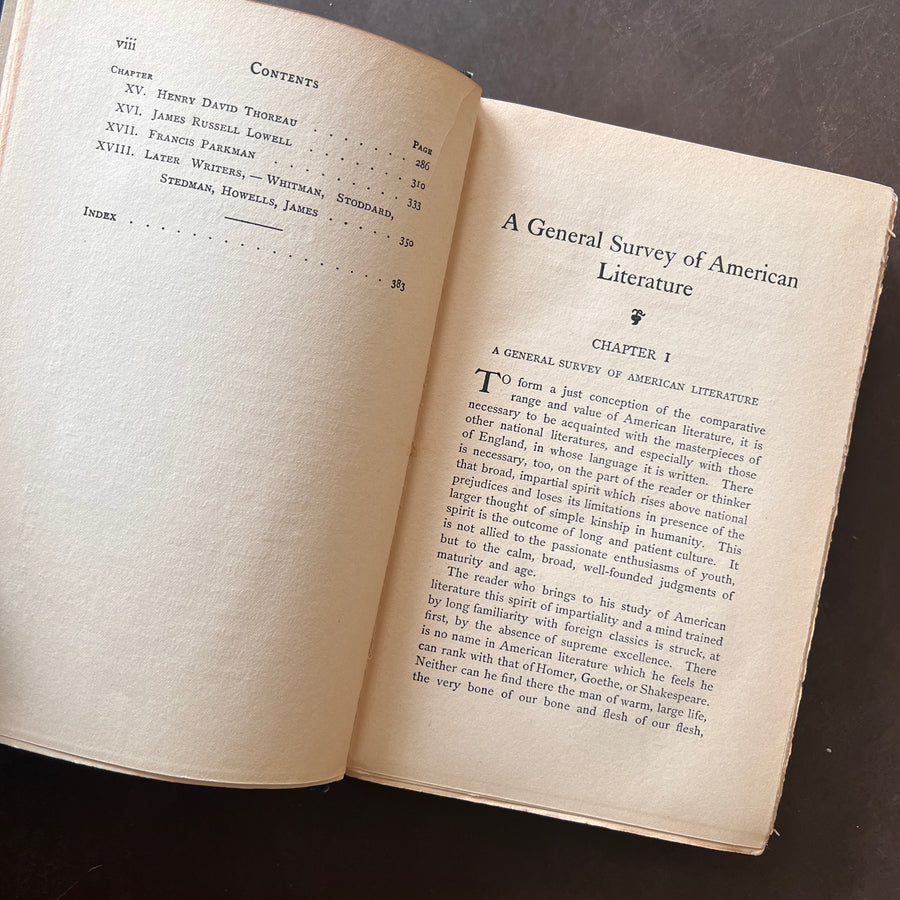 viii
CONTENTS
CHAPTER
PAGE
XV. HENRY DAVID THOREAU . . . . . . . 286
XVI. JAMES RUSSELL LOWELL . . . . . . . 310
XVII. FRANCIS PARKMAN . . . . . . . . . 333
XVIII. LATER WRITERS,—WHITMAN, STODDARD,
STEDMAN, HOWELLS, JAMES . . . . . . 350
INDEX . . . . . . . . . . . . . . . . 383
A General Survey of American
Literature
CHAPTER I
A GENERAL SURVEY OF AMERICAN LITERATURE
TO form a just conception of the comparative
range and value of American literature, it is
necessary to be acquainted with the masterpieces of
other national literatures, and especially with those
of England, in whose language it is written. There
is necessary, too, on the part of the reader or thinker
that broad, impartial spirit which rises above national
prejudices and loses its limitations in presence of the
larger thought of simple kinship in humanity. This
spirit is the outcome of long and patient culture. It
is not allied to the passionate enthusiasms of youth,
but to the calm, broad, well-founded judgments of
maturity and age.
The reader who brings to his study of American
literature this spirit of impartiality and a mind trained
by long familiarity with foreign classics is struck, at
first, by the absence of supreme excellence. There
is no name in American literature which he feels he
can rank with that of Homer, Goethe, or Shakespeare.
Neither can he find there the man of warm, large life,
the very bone of our bone and flesh of our flesh,